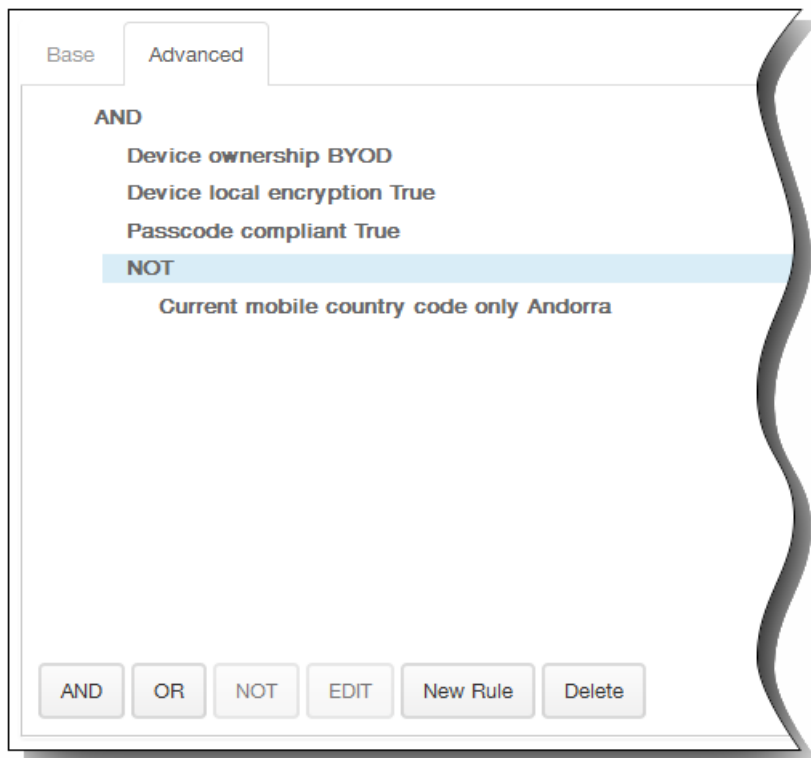 Base Advanced
AND
Device ownership BYOD
Device local encryption True
Passcode compliant True
NOT
Current mobile country code only Andorra
AND OR NOT EDIT New Rule Delete